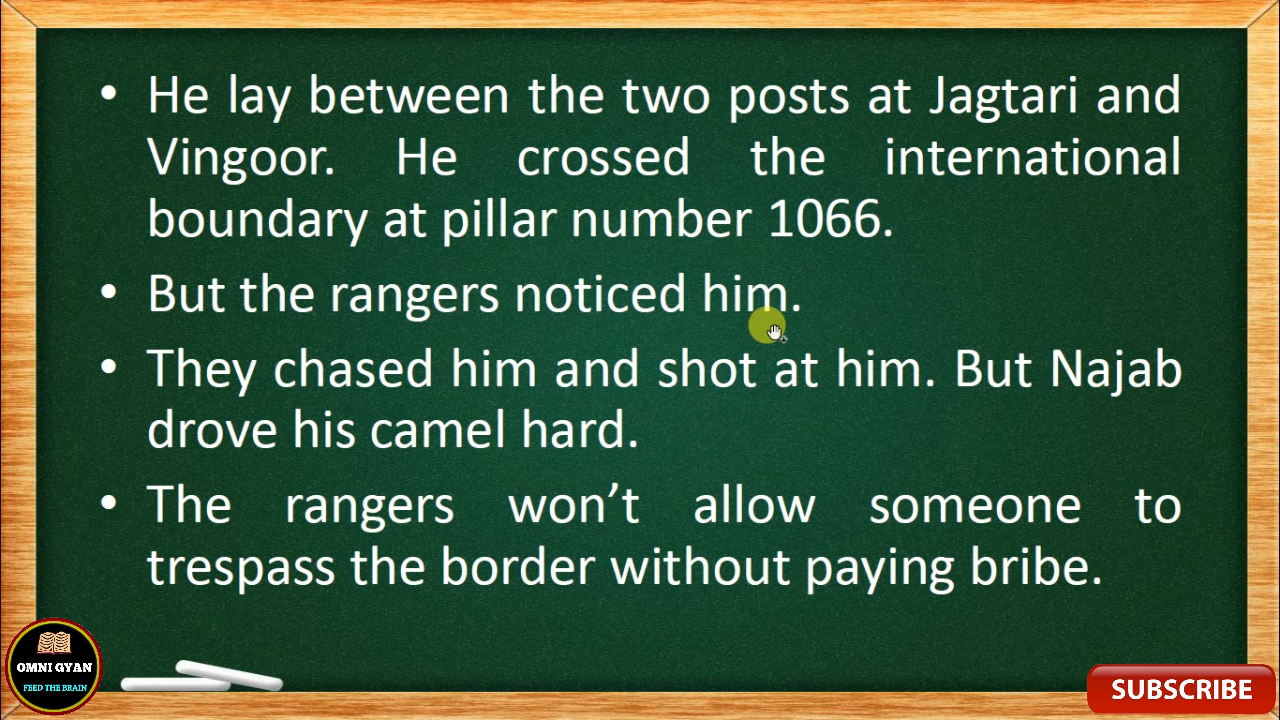 • He lay between the two posts at Jagtari and
Vingoor. He crossed the international
boundary at pillar number 1066.
• But the rangers noticed him.
• They chased him and shot at him. But Najab
drove his camel hard.
• The rangers won’t allow someone to
trespass the border without paying bribe.
OMNI GYAN
FEED THE BRAIN
SUBSCRIBE